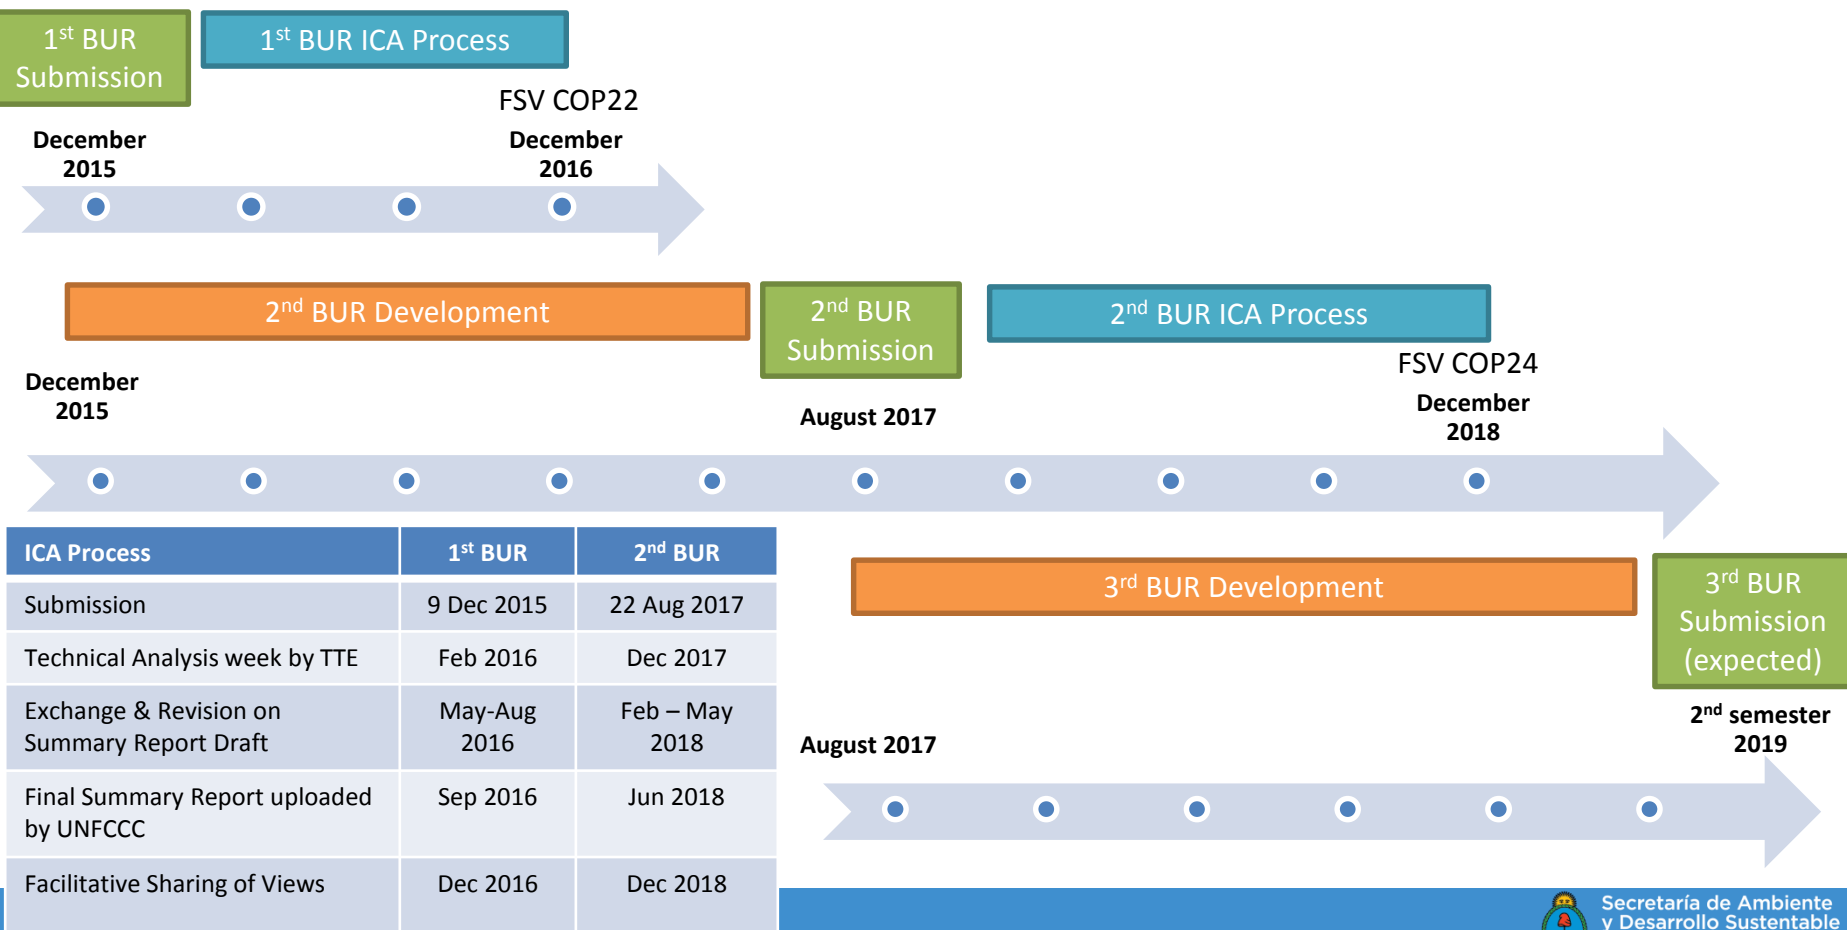 1st BUR
Submission
1st BUR ICA Process
FSV COP22
December
2015
December
2016
2nd BUR Development
2nd BUR
Submission
2nd BUR ICA Process
FSV COP24
December
2015
August 2017
December
2018
ICA Process 1st BUR 2nd BUR
Submission 9 Dec 2015 22 Aug 2017
Technical Analysis week by TTE Feb 2016 Dec 2017
Exchange & Revision on May-Aug Feb – May
Summary Report Draft 2016 2018
Final Summary Report uploaded Sep 2016 Jun 2018
by UNFCCC
Facilitative Sharing of Views Dec 2016 Dec 2018
3rd BUR Development
3rd BUR
Submission
(expected)
August 2017
2nd semester
2019
Secretaría de Ambiente
y Desarrollo Sustentable